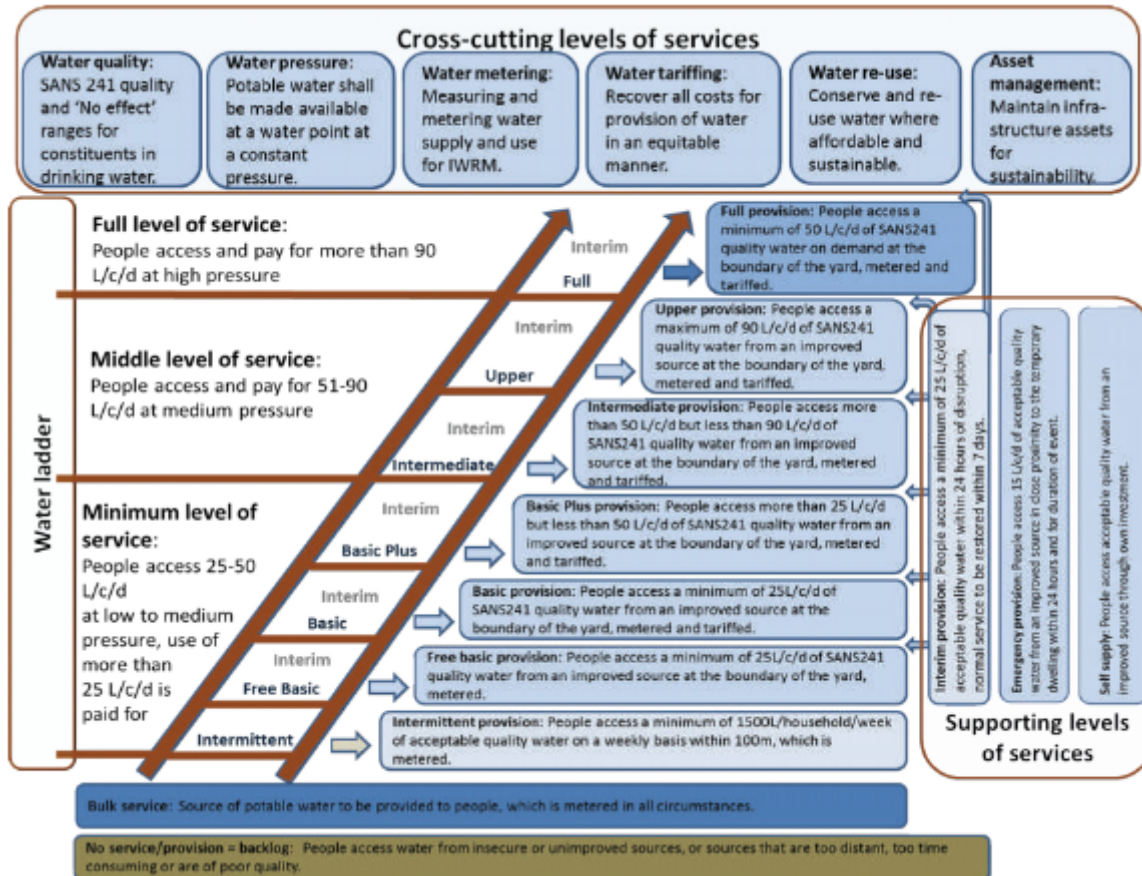 Cross-cutting levels of services
Water quality:
SANS 241 quality
and ‘No effect’
ranges for
constituents in
drinking water.
Water pressure:
Potable water shall
be made available
at a water point at
a constant
pressure.
Water metering:
Measuring and
metering water
supply and use
for IWRM.
Water tariffing:
Recover all costs for
provision of water
in an equitable
manner.
Water re-use:
Conserve and re-
use water where
affordable and
sustainable.
Asset
management:
Maintain infra-
structure assets
for
sustainability.
Water ladder
Full level of service:
People access and pay for more than 90
L/c/d at high pressure
Middle level of service:
People access and pay for 51-90
L/c/d at medium pressure
Minimum level of
service:
People access 25-50
L/c/d
at low to medium
pressure, use of
more than
25 L/c/d is
paid for
Interim
Full
Interim
Upper
Interim
Intermediate
Interim
Basic Plus
Interim
Basic
Interim
Free Basic
Intermittent
Full provision: People access a
minimum of 50 L/c/d of SANS241
quality water on demand at the
boundary of the yard, metered and
tariffed.
Upper provision: People access a
maximum of 90 L/c/d of SANS241
quality water from an improved
source at the boundary of the yard,
metered and tariffed.
Intermediate provision: People access more
than 50 L/c/d but less than 90 L/c/d of
SANS241 quality water from an improved
source at the boundary of the yard, metered
and tariffed.
Basic Plus provision: People access more than 25 L/c/d
but less than 50 L/c/d of SANS241 quality water from an
improved source at the boundary of the yard, metered
and tariffed.
Basic provision: People access a minimum of 25L/c/d of
SANS241 quality water from an improved source at the
boundary of the yard, metered and tariffed.
Free basic provision: People access a minimum of 25L/c/d of SANS241
quality water from an improved source at the boundary of the yard,
metered.
Intermittent provision: People access a minimum of 1500L/household/week
of acceptable quality water on a weekly basis within 100m, which is
metered.
Interim provision: People access a minimum of 25 L/c/d of
acceptable quality water within 24 hours of disruption,
normal service to be restored within 7 days.
Emergency provision: People access 15 L/c/d of acceptable quality
water from an improved source in close proximity to the temporary
dwelling within 24 hours and for duration of event.
Self supply: People access acceptable quality water from an
improved source through own investment.
Supporting levels
of services
Bulk service: Source of potable water to be provided to people, which is metered in all circumstances.
No service/provision = backlog: People access water from insecure or unimproved sources, or sources that are too distant, too time
consuming or are of poor quality.